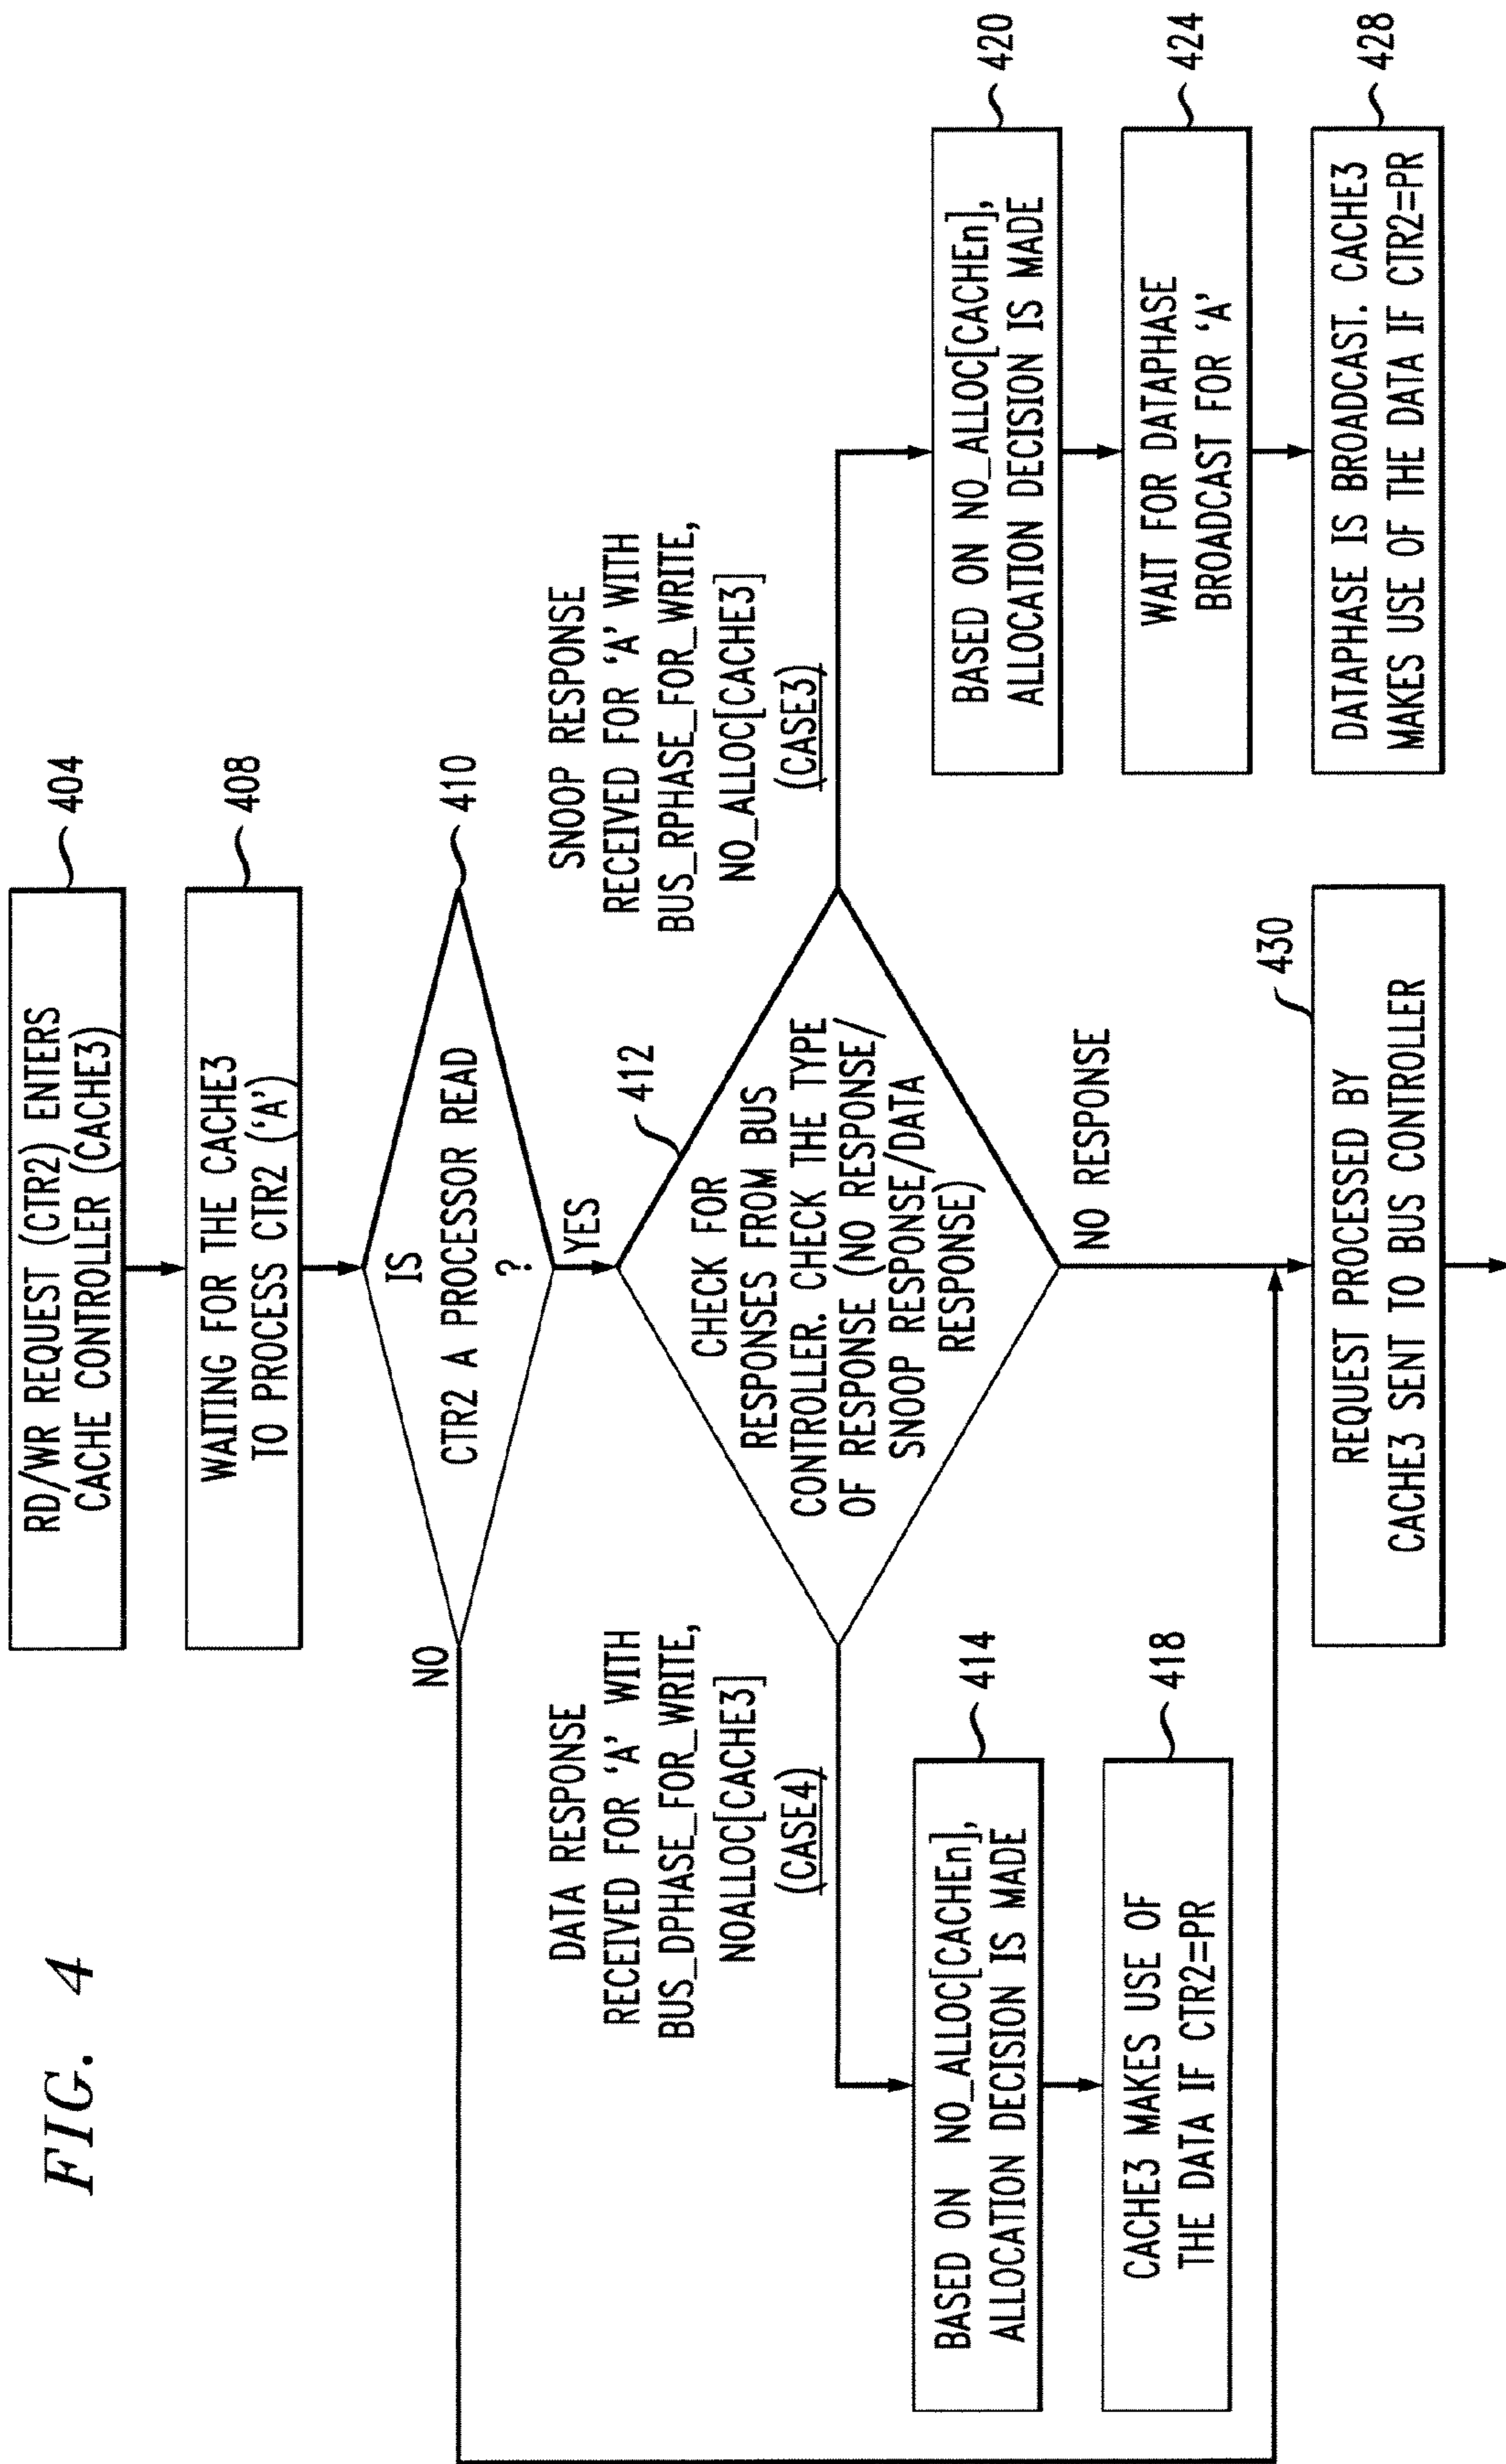 FIG. 4
RD/WR REQUEST (CTR2) ENTERS
CACHE CONTROLLER (CACHE3)
404
WAITING FOR THE CACHE3
TO PROCESS CTR2 ('A')
408
IS
CTR2 A PROCESSOR READ
?
410
NO
YES
412
CHECK FOR
RESPONSES FROM BUS
CONTROLLER. CHECK THE TYPE
OF RESPONSE (NO RESPONSE/
SNOOP RESPONSE/DATA
RESPONSE)
DATA RESPONSE
RECEIVED FOR 'A' WITH
BUS_DPHASE_FOR_WRITE,
NOALLOC[CACHE3]
(CASE4)
SNOOP RESPONSE
RECEIVED FOR 'A' WITH
BUS_RPHASE_FOR_WRITE,
NO_ALLOC[CACHE3]
(CASE3)
BASED ON NO_ALLOC[CACHEn],
ALLOCATION DECISION IS MADE
414
CACHE3 MAKES USE OF
THE DATA IF CTR2=PR
418
NO RESPONSE
430
REQUEST PROCESSED BY
CACHE3 SENT TO BUS CONTROLLER
BASED ON NO_ALLOC[CACHEn],
ALLOCATION DECISION IS MADE
420
WAIT FOR DATAPHASE
BROADCAST FOR 'A'
424
DATAPHASE IS BROADCAST. CACHE3
MAKES USE OF THE DATA IF CTR2=PR
428